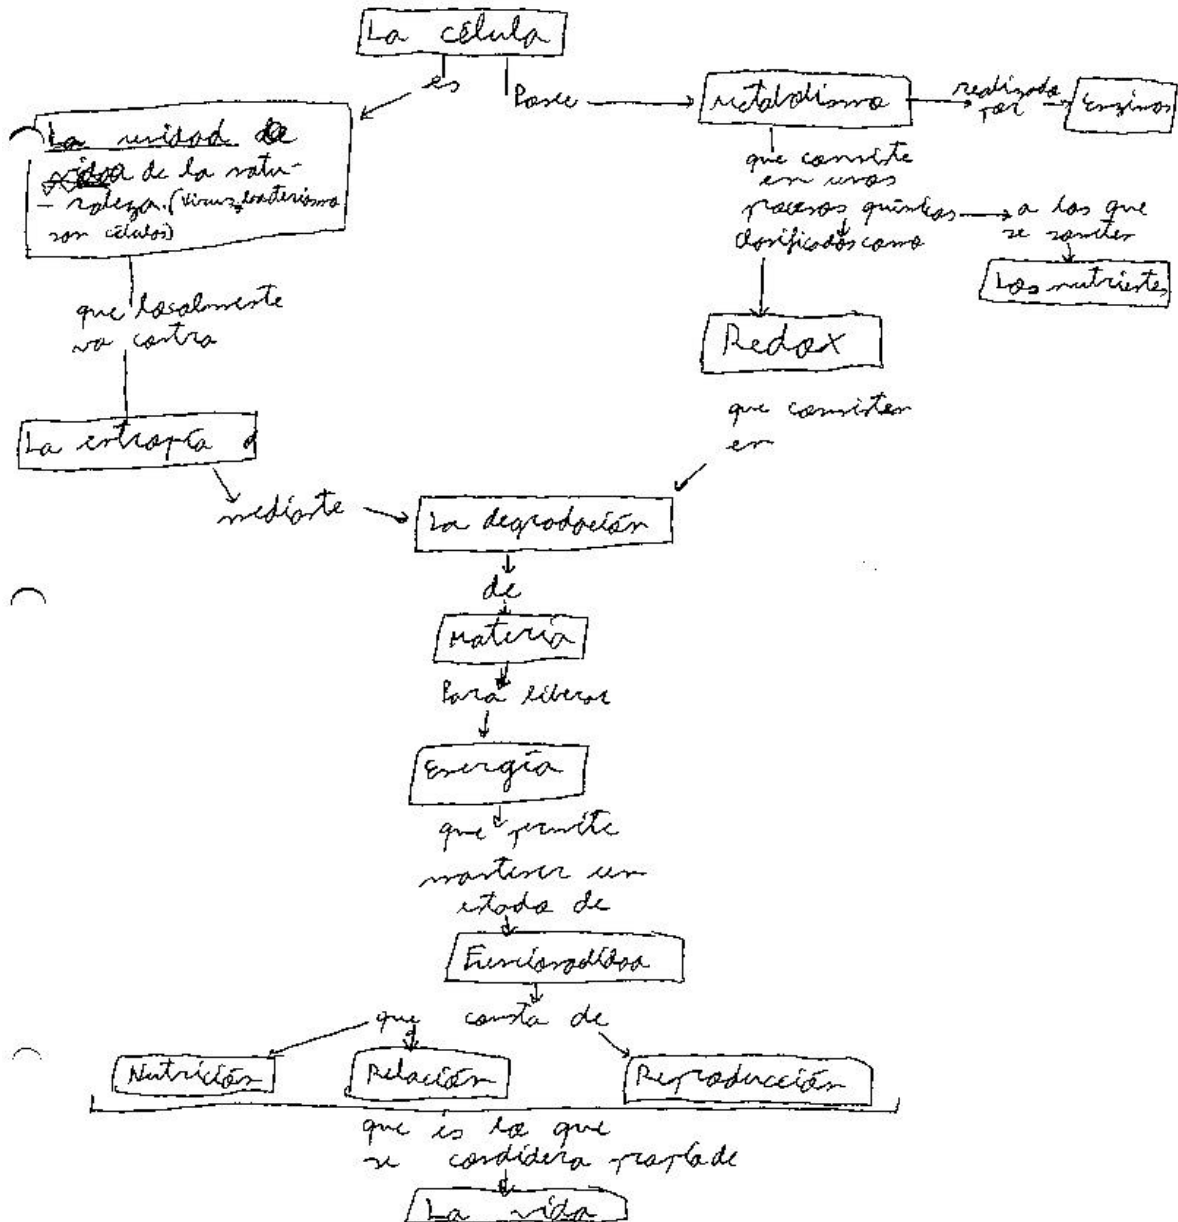 La célula
es
Posee
Metabolismo
realizado
por
Enzimas
La unidad de
de la natu-
- raleza. (Virus, bacterias no
son células)
que consiste
en unos
procesos químicos
clasificados como
a los que
se someten
Los nutrientes
que localmente
va contra
Redox
que consisten
en
La entropía
mediante
La degradación
de
Materia
Para liberar
Energía
que permite
mantener un
estado de
Funcionalidad
que consta de
Nutrición
Relación
Reproducción
que es lo que
se considera propio de
La vida